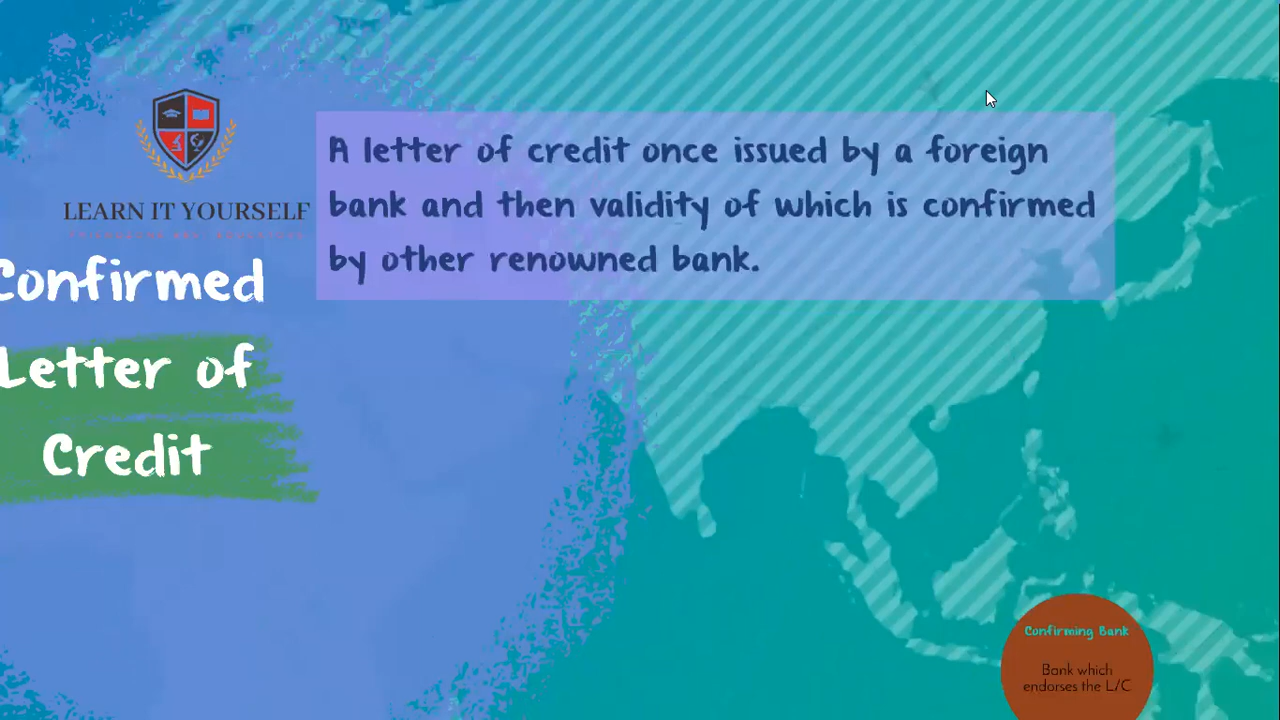 LEARN IT YOURSELF
A letter of credit once issued by a foreign
bank and then validity of which is confirmed
by other renowned bank.
Confirmed
Letter of
Credit
Confirming Bank
Bank which
endorses the L/C